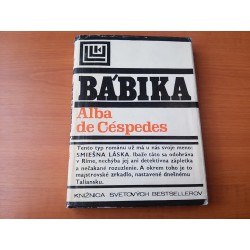 BÁBIKA
Alba
de Céspedes
Tento typ románu už má u nás svoje meno:
SMIEŠNA LÁSKA. Ibaže táto sa odohráva
v Ríme, nechýba jej ani detektívna zápletka
a nečakané rozuzlenie. A okrem toho je to
majstrovské zrkadlo, nastavené dnešnému
Taliansku.
KNIŽNICA SVETOVÝCH BESTSELLEROV